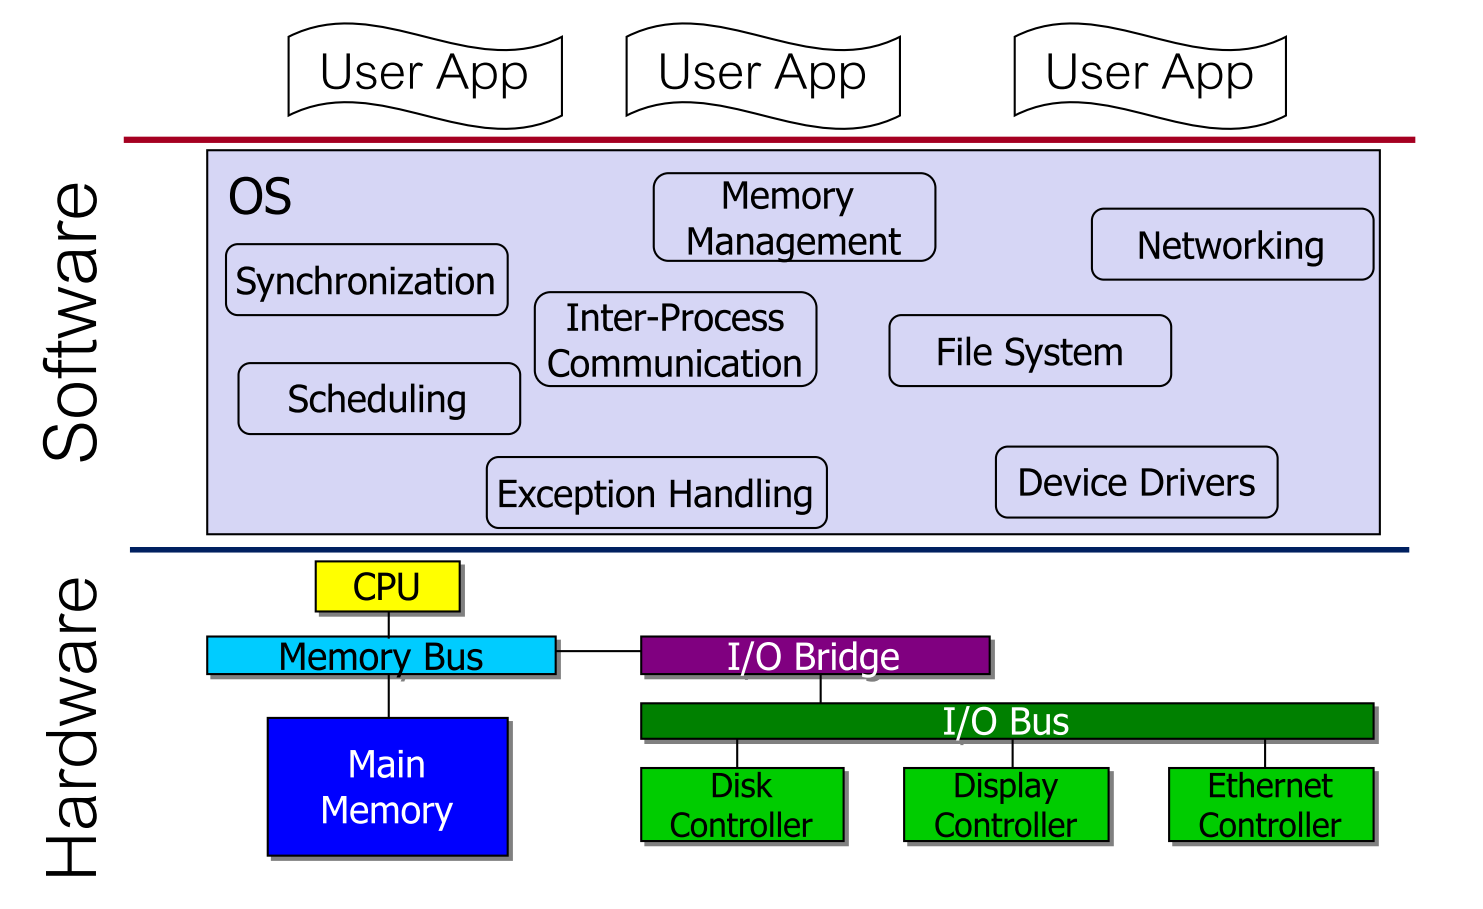 User App
User App
User App
Software
OS
Memory
Management
Networking
Synchronization
Inter-Process
Communication
File System
Scheduling
Exception Handling
Device Drivers
Hardware
CPU
Memory Bus
I/O Bridge
I/O Bus
Main
Memory
Disk
Controller
Display
Controller
Ethernet
Controller